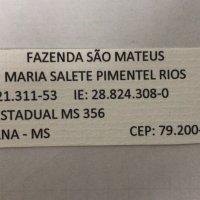 FAZENDA SÃO MATEUS
MARIA SALETE PIMENTEL RIOS
21.311-53 IE: 28.824.308-0
STADUAL MS 356
ANA - MS CEP: 79.200-